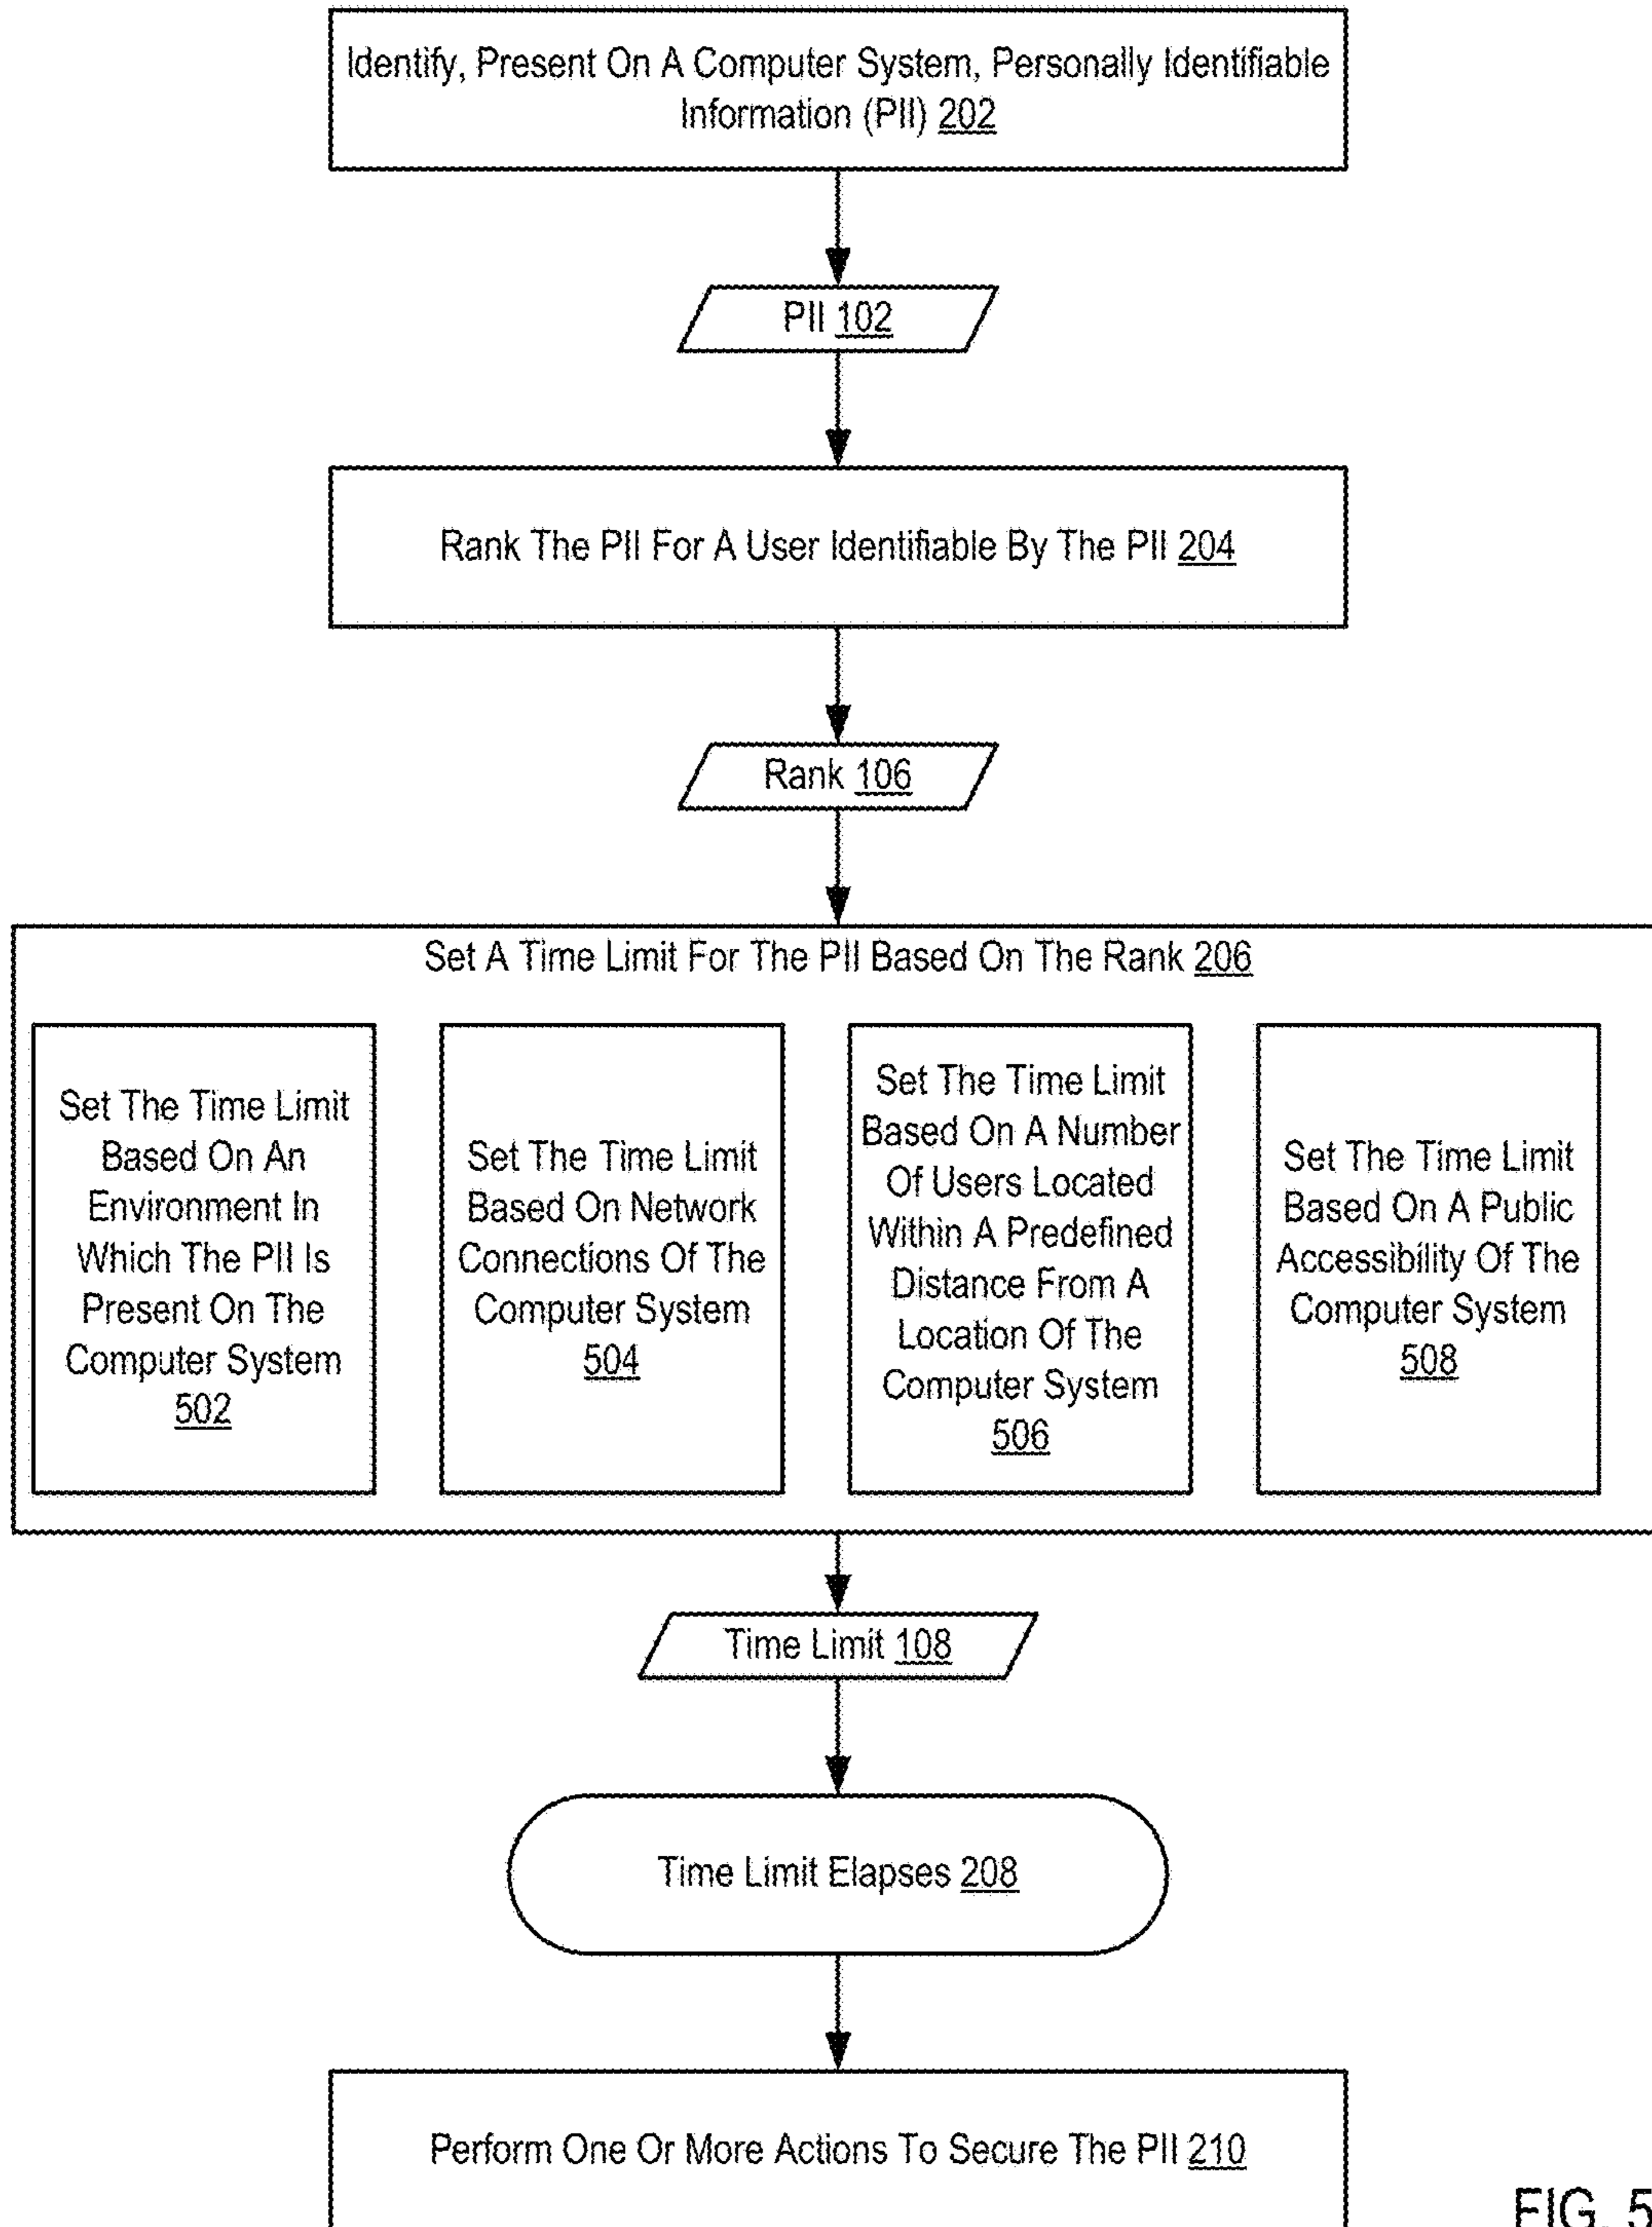 Identify, Present On A Computer System, Personally Identifiable
Information (PII) 202
PII 102
Rank The PII For A User Identifiable By The PII 204
Rank 106
Set A Time Limit For The PII Based On The Rank 206
Set The Time Limit
Based On An
Environment In
Which The PII Is
Present On The
Computer System
502
Set The Time Limit
Based On Network
Connections Of The
Computer System
504
Set The Time Limit
Based On A Number
Of Users Located
Within A Predefined
Distance From A
Location Of The
Computer System
506
Set The Time Limit
Based On A Public
Accessibility Of The
Computer System
508
Time Limit 108
Time Limit Elapses 208
Perform One Or More Actions To Secure The PII 210
FIG. 5